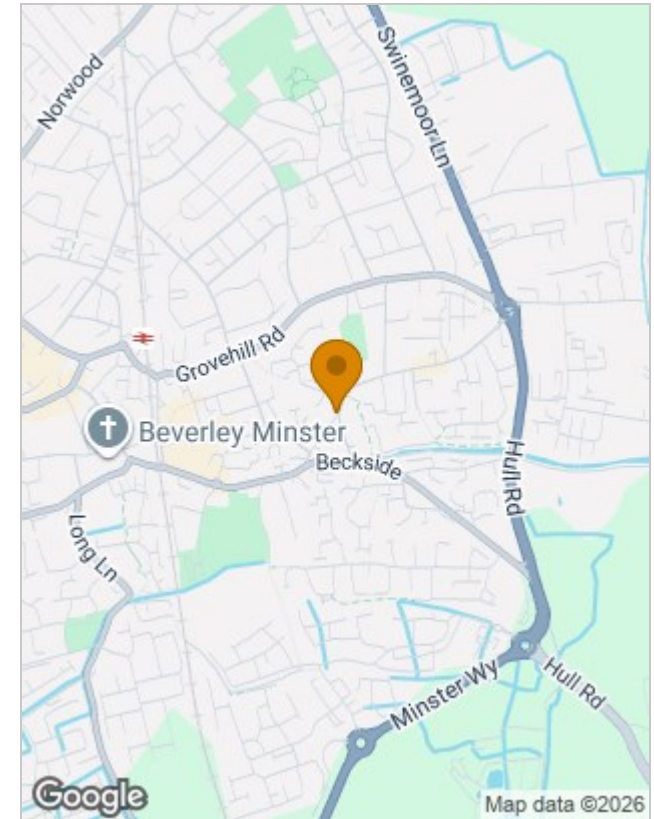 Norwood
Swinemoor Ln
Grovehill Rd
Beverley Minster
Beckside
Hull Rd
Long Ln
Minster Wy
Hull Rd
Google
Map data ©2026